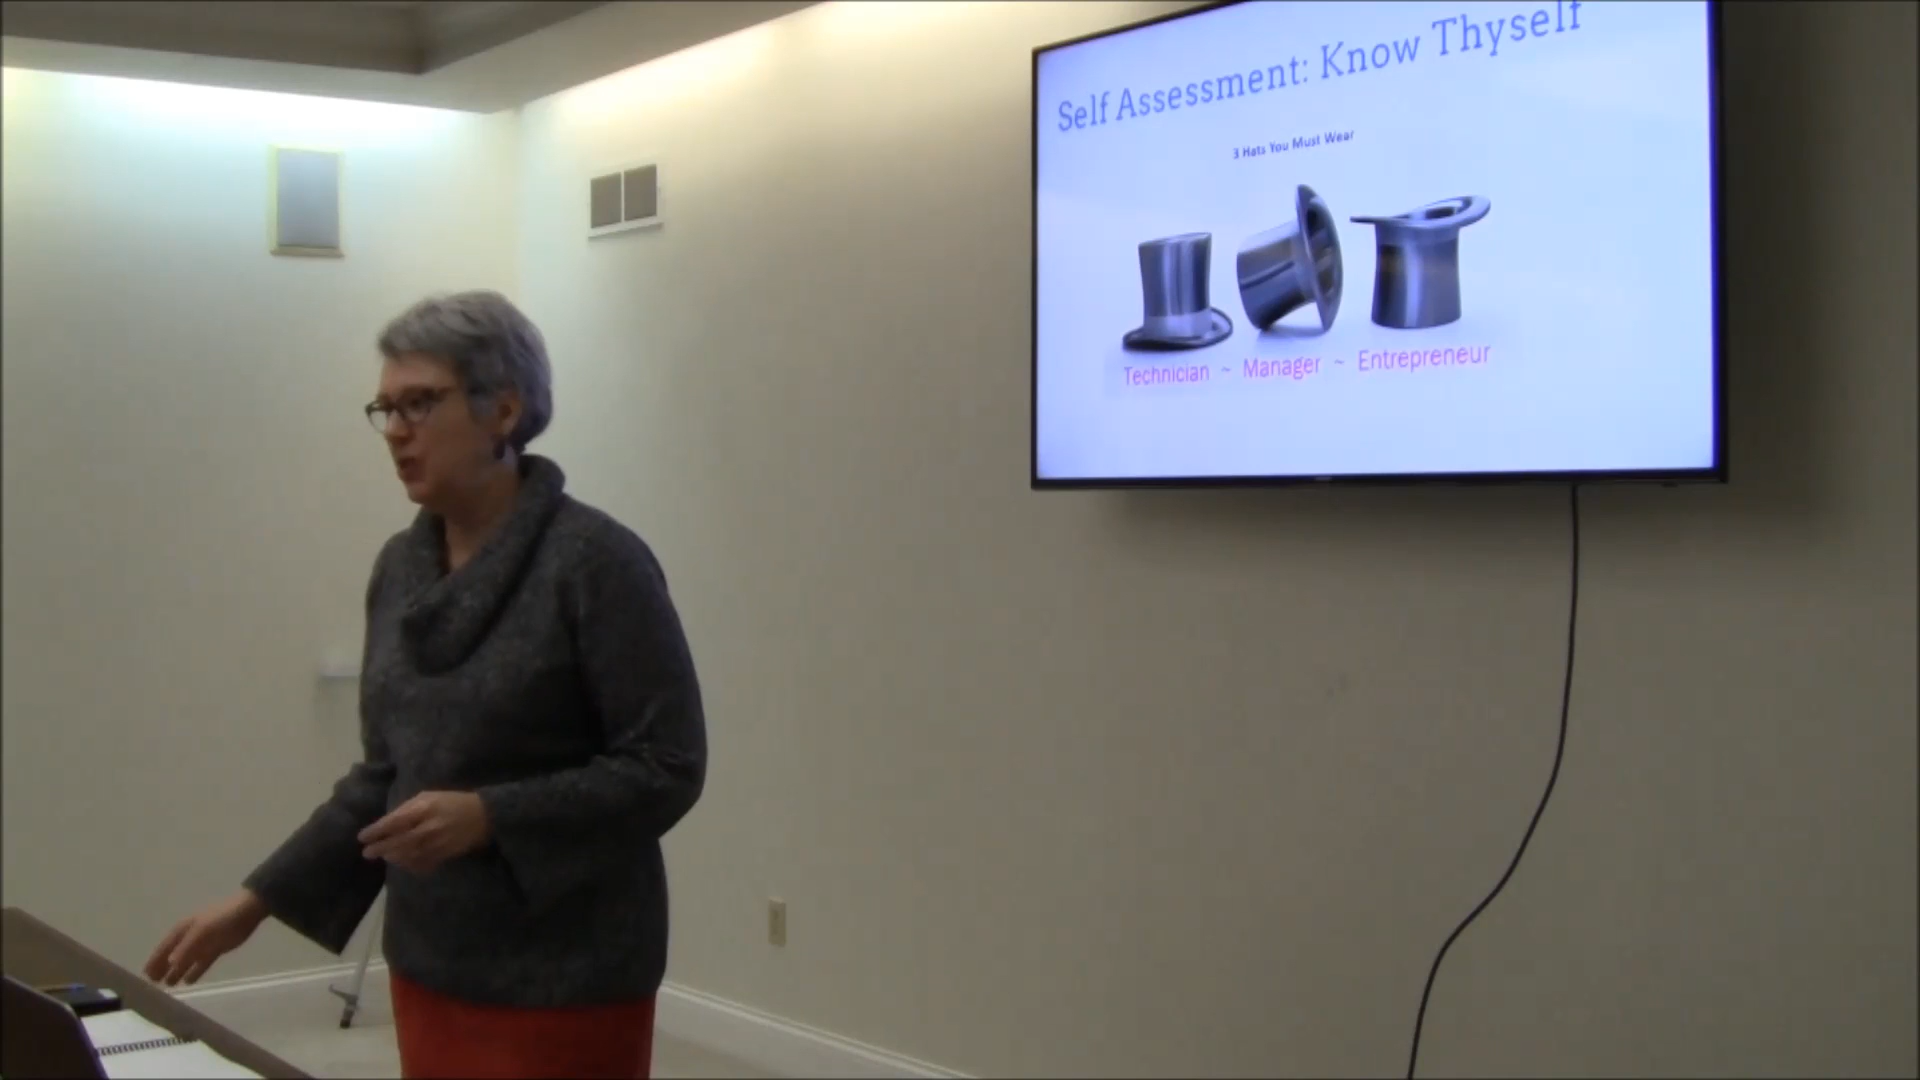 Self Assessment: Know Thyself
3 Hats You Must Wear
Technician ~ Manager ~ Entrepreneur